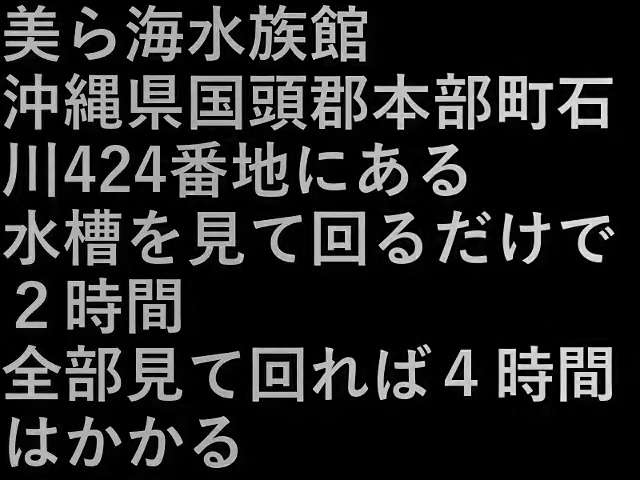 美ら海水族館
沖縄県国頭郡本部町石
川424番地にある
水槽を見て回るだけで
２時間
全部見て回れば４時間
はかかる